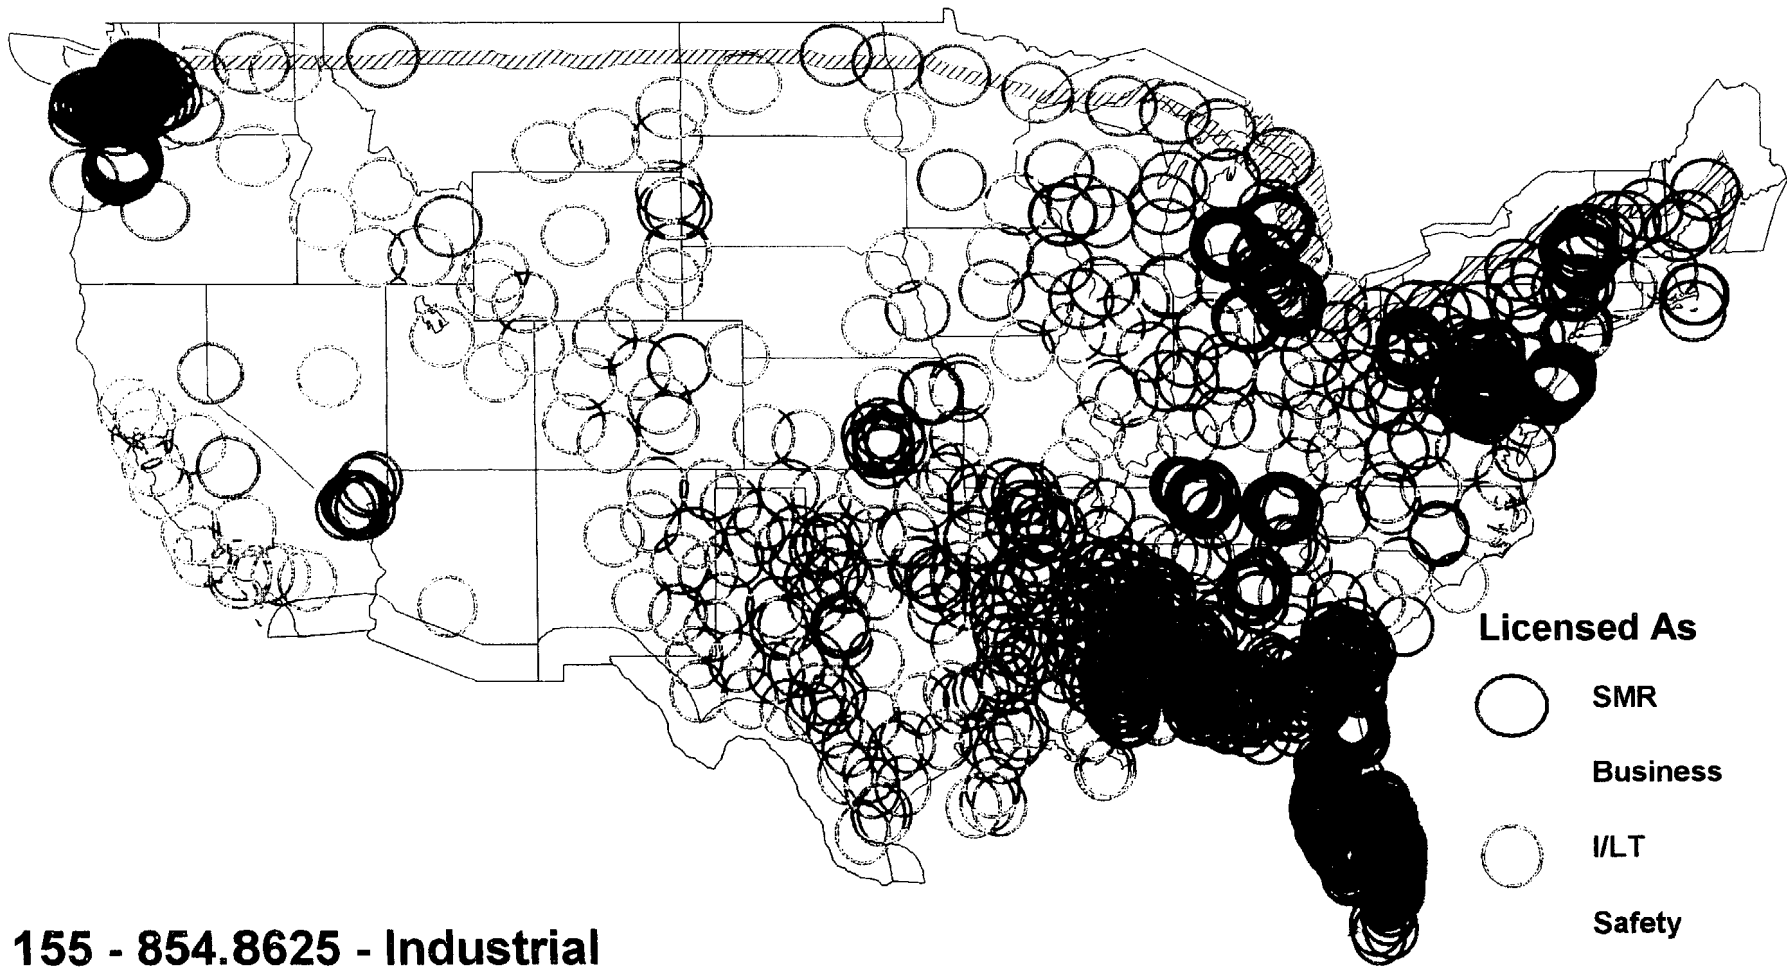 Licensed As
SMR
Business
I/LT
Safety
155 - 854.8625 - Industrial